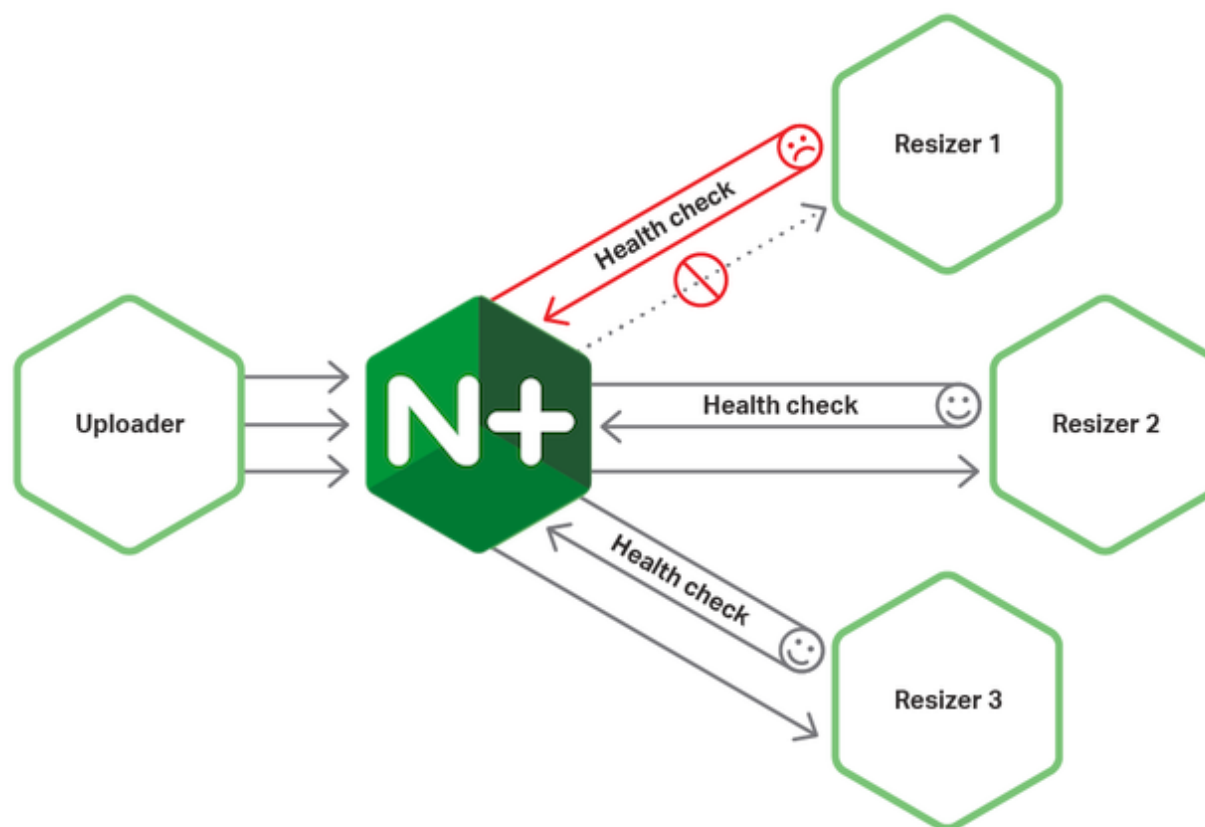 Resizer 1
Health check
Uploader
N+
Health check
Resizer 2
Health check
Resizer 3